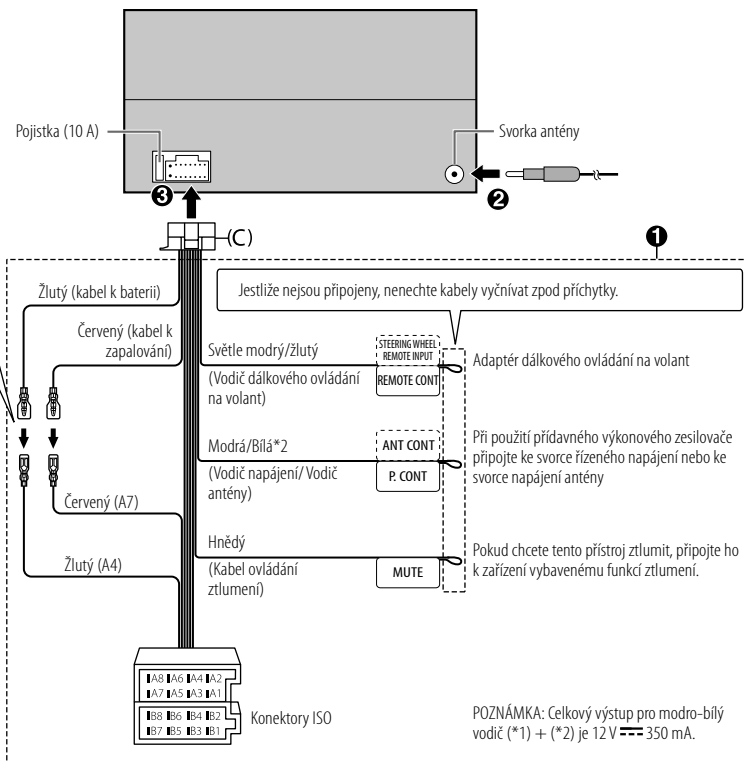 Pojistka (10 A)
Svorka antény
❸
❷
(C)
❶
Žlutý (kabel k baterii)
Jestliže nejsou připojeny, nenechte kabely vyčnívat zpod příchytky.
Červený (kabel k
zapalování)
Světle modrý/žlutý
(Vodič dálkového ovládání
na volant)
STEERING WHEEL
REMOTE INPUT
REMOTE CONT
Adaptér dálkového ovládání na volant
Modrá/Bílá*2
(Vodič napájení/ Vodič
antény)
ANT CONT
P. CONT
Při použití přídavného výkonového zesilovače
připojte ke svorce řízeného napájení nebo ke
svorce napájení antény
Červený (A7)
Žlutý (A4)
Hnědý
(Kabel ovládání
ztlumení)
MUTE
Pokud chcete tento přístroj ztlumit, připojte ho
k zařízení vybavenému funkcí ztlumení.
A8 A6 A4 A2
A7 A5 A3 A1
B8 B6 B4 B2
B7 B5 B3 B1
Konektory ISO
POZNÁMKA: Celkový výstup pro modro-bílý
vodič (*1) + (*2) je 12 V ⎓ 350 mA.